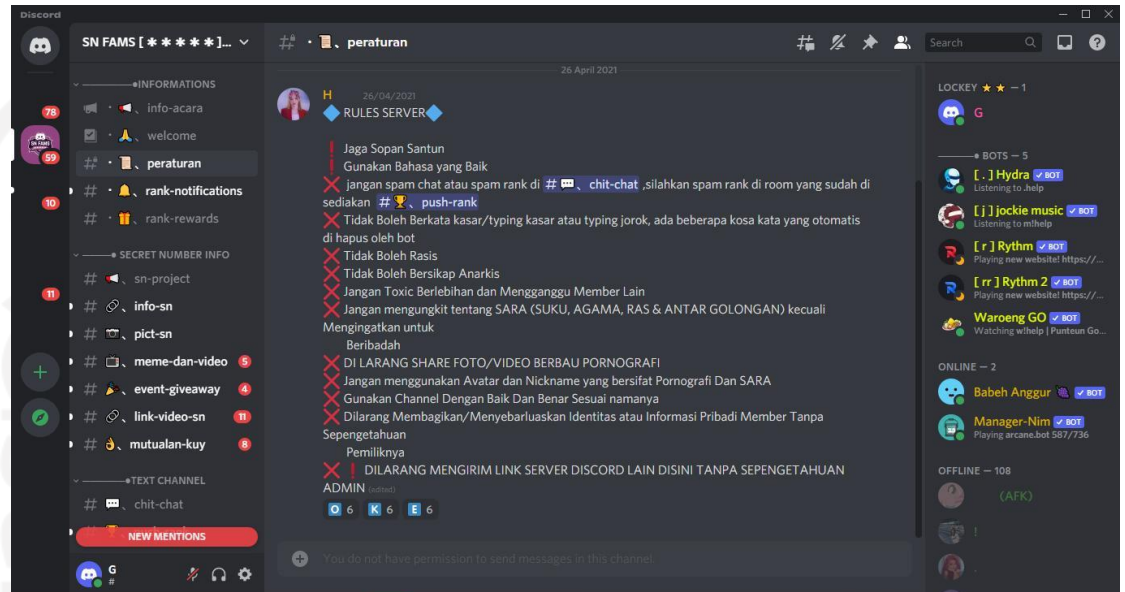 Discord
78
SN FAMS
59
10
11
SN FAMS [ * * * * * ]...
•INFORMATIONS
info-acara
welcome
peraturan
rank-notifications
rank-rewards
• SECRET NUMBER INFO
sn-project
info-sn
pict-sn
meme-dan-video 5
event-giveaway 4
link-video-sn 11
mutualan-kuy 8
•TEXT CHANNEL
chit-chat
NEW MENTIONS
G
#
peraturan
Search
26 April 2021
H 26/04/2021
RULES SERVER
Jaga Sopan Santun
Gunakan Bahasa yang Baik
jangan spam chat atau spam rank di # 💬、chit-chat ,silahkan spam rank di room yang sudah di
sediakan # 🏆、push-rank
Tidak Boleh Berkata kasar/typing kasar atau typing jorok, ada beberapa kosa kata yang otomatis
di hapus oleh bot
Tidak Boleh Rasis
Tidak Boleh Bersikap Anarkis
Jangan Toxic Berlebihan dan Mengganggu Member Lain
Jangan mengungkit tentang SARA (SUKU, AGAMA, RAS & ANTAR GOLONGAN) kecuali
Mengingatkan untuk
Beribadah
DI LARANG SHARE FOTO/VIDEO BERBAU PORNOGRAFI
Jangan menggunakan Avatar dan Nickname yang bersifat Pornografi Dan SARA
Gunakan Channel Dengan Baik Dan Benar Sesuai namanya
Dilarang Membagikan/Menyebarluaskan Identitas atau Informasi Pribadi Member Tanpa
Sepengetahuan
Pemiliknya
DILARANG MENGIRIM LINK SERVER DISCORD LAIN DISINI TANPA SEPENGETAHUAN
ADMIN (edited)
O 6 K 6 E 6
You do not have permission to send messages in this channel.
LOCKEY ★ ★ — 1
G
• BOTS — 5
[ . ] Hydra ✓ BOT
Listening to .help
[ j ] jockie music ✓ BOT
Listening to m!help
[ r ] Rythm ✓ BOT
Playing new website! https://...
[ rr ] Rythm 2 ✓ BOT
Playing new website! https://...
Waroeng GO ✓ BOT
Watching w!help | Punteun Go...
ONLINE — 2
Babeh Anggur 🍇 ✓ BOT
Manager-Nim ✓ BOT
Playing arcane.bot 587/736
OFFLINE — 108
(AFK)
!
.